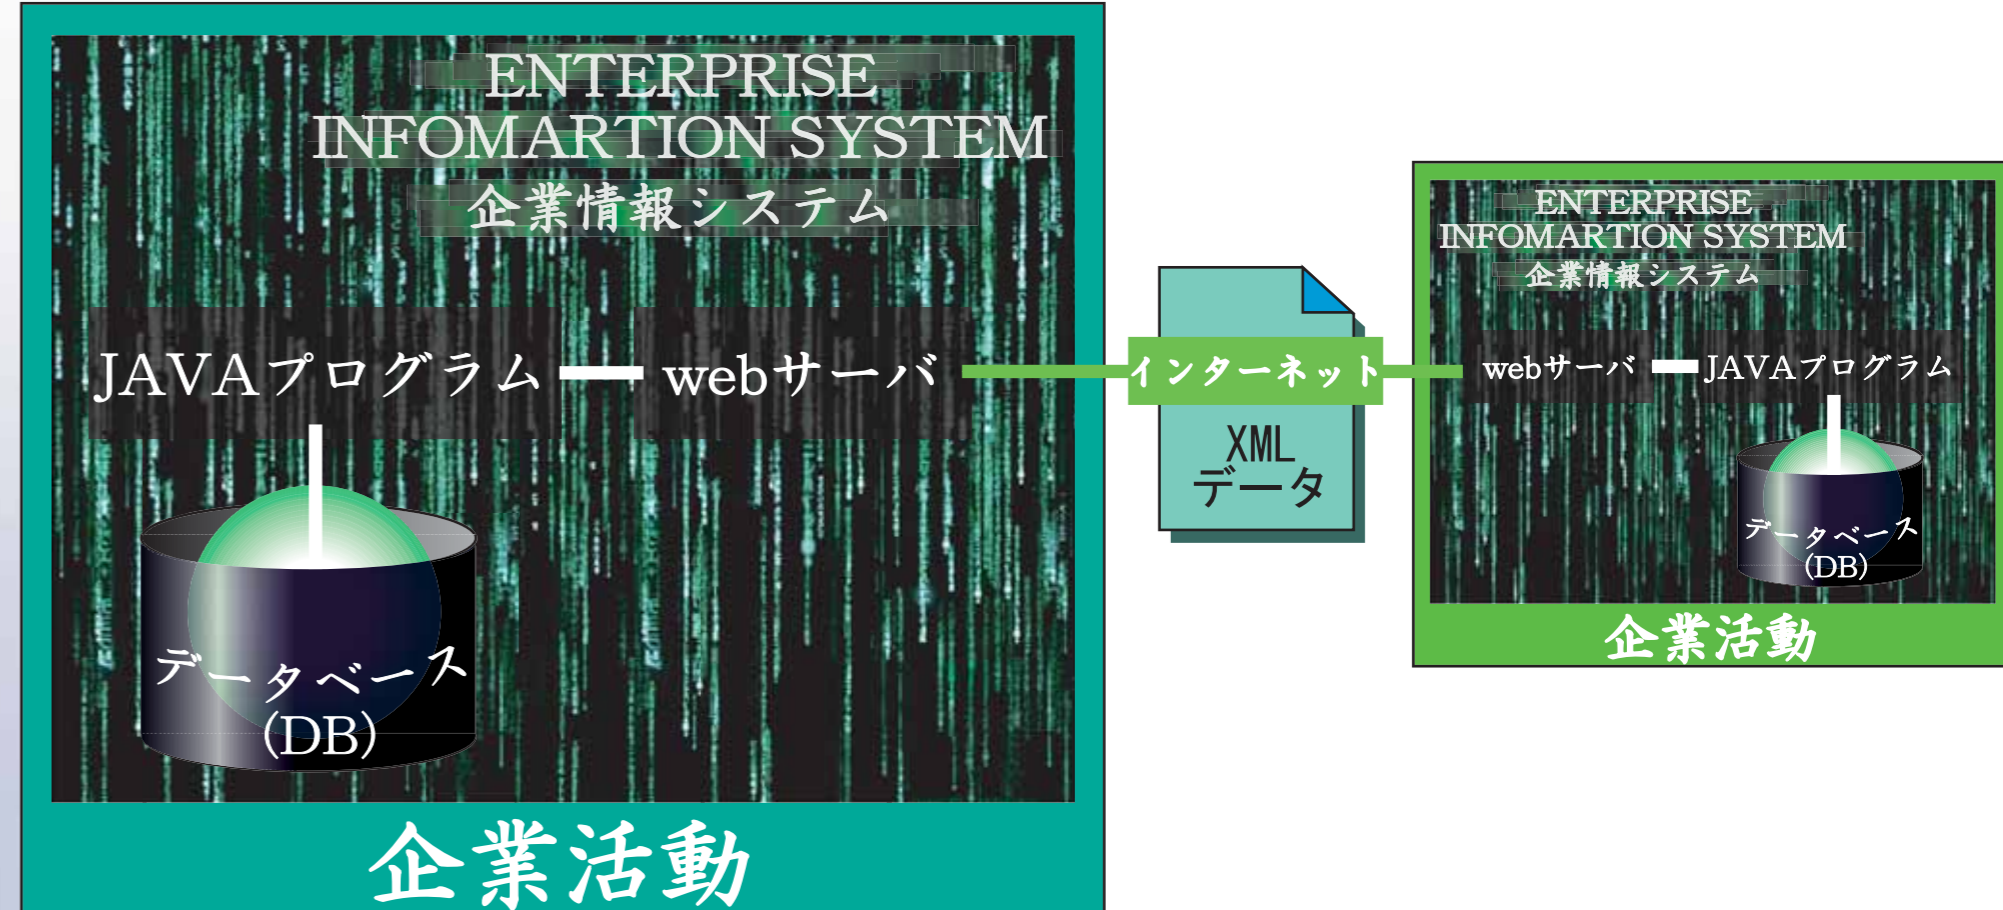 ENTERPRISE
INFOMARTION SYSTEM
企業情報システム
JAVAプログラム
webサーバ
データベース
(DB)
企業活動
インターネット
XML
データ
ENTERPRISE
INFOMARTION SYSTEM
企業情報システム
webサーバ
JAVAプログラム
データベース
(DB)
企業活動